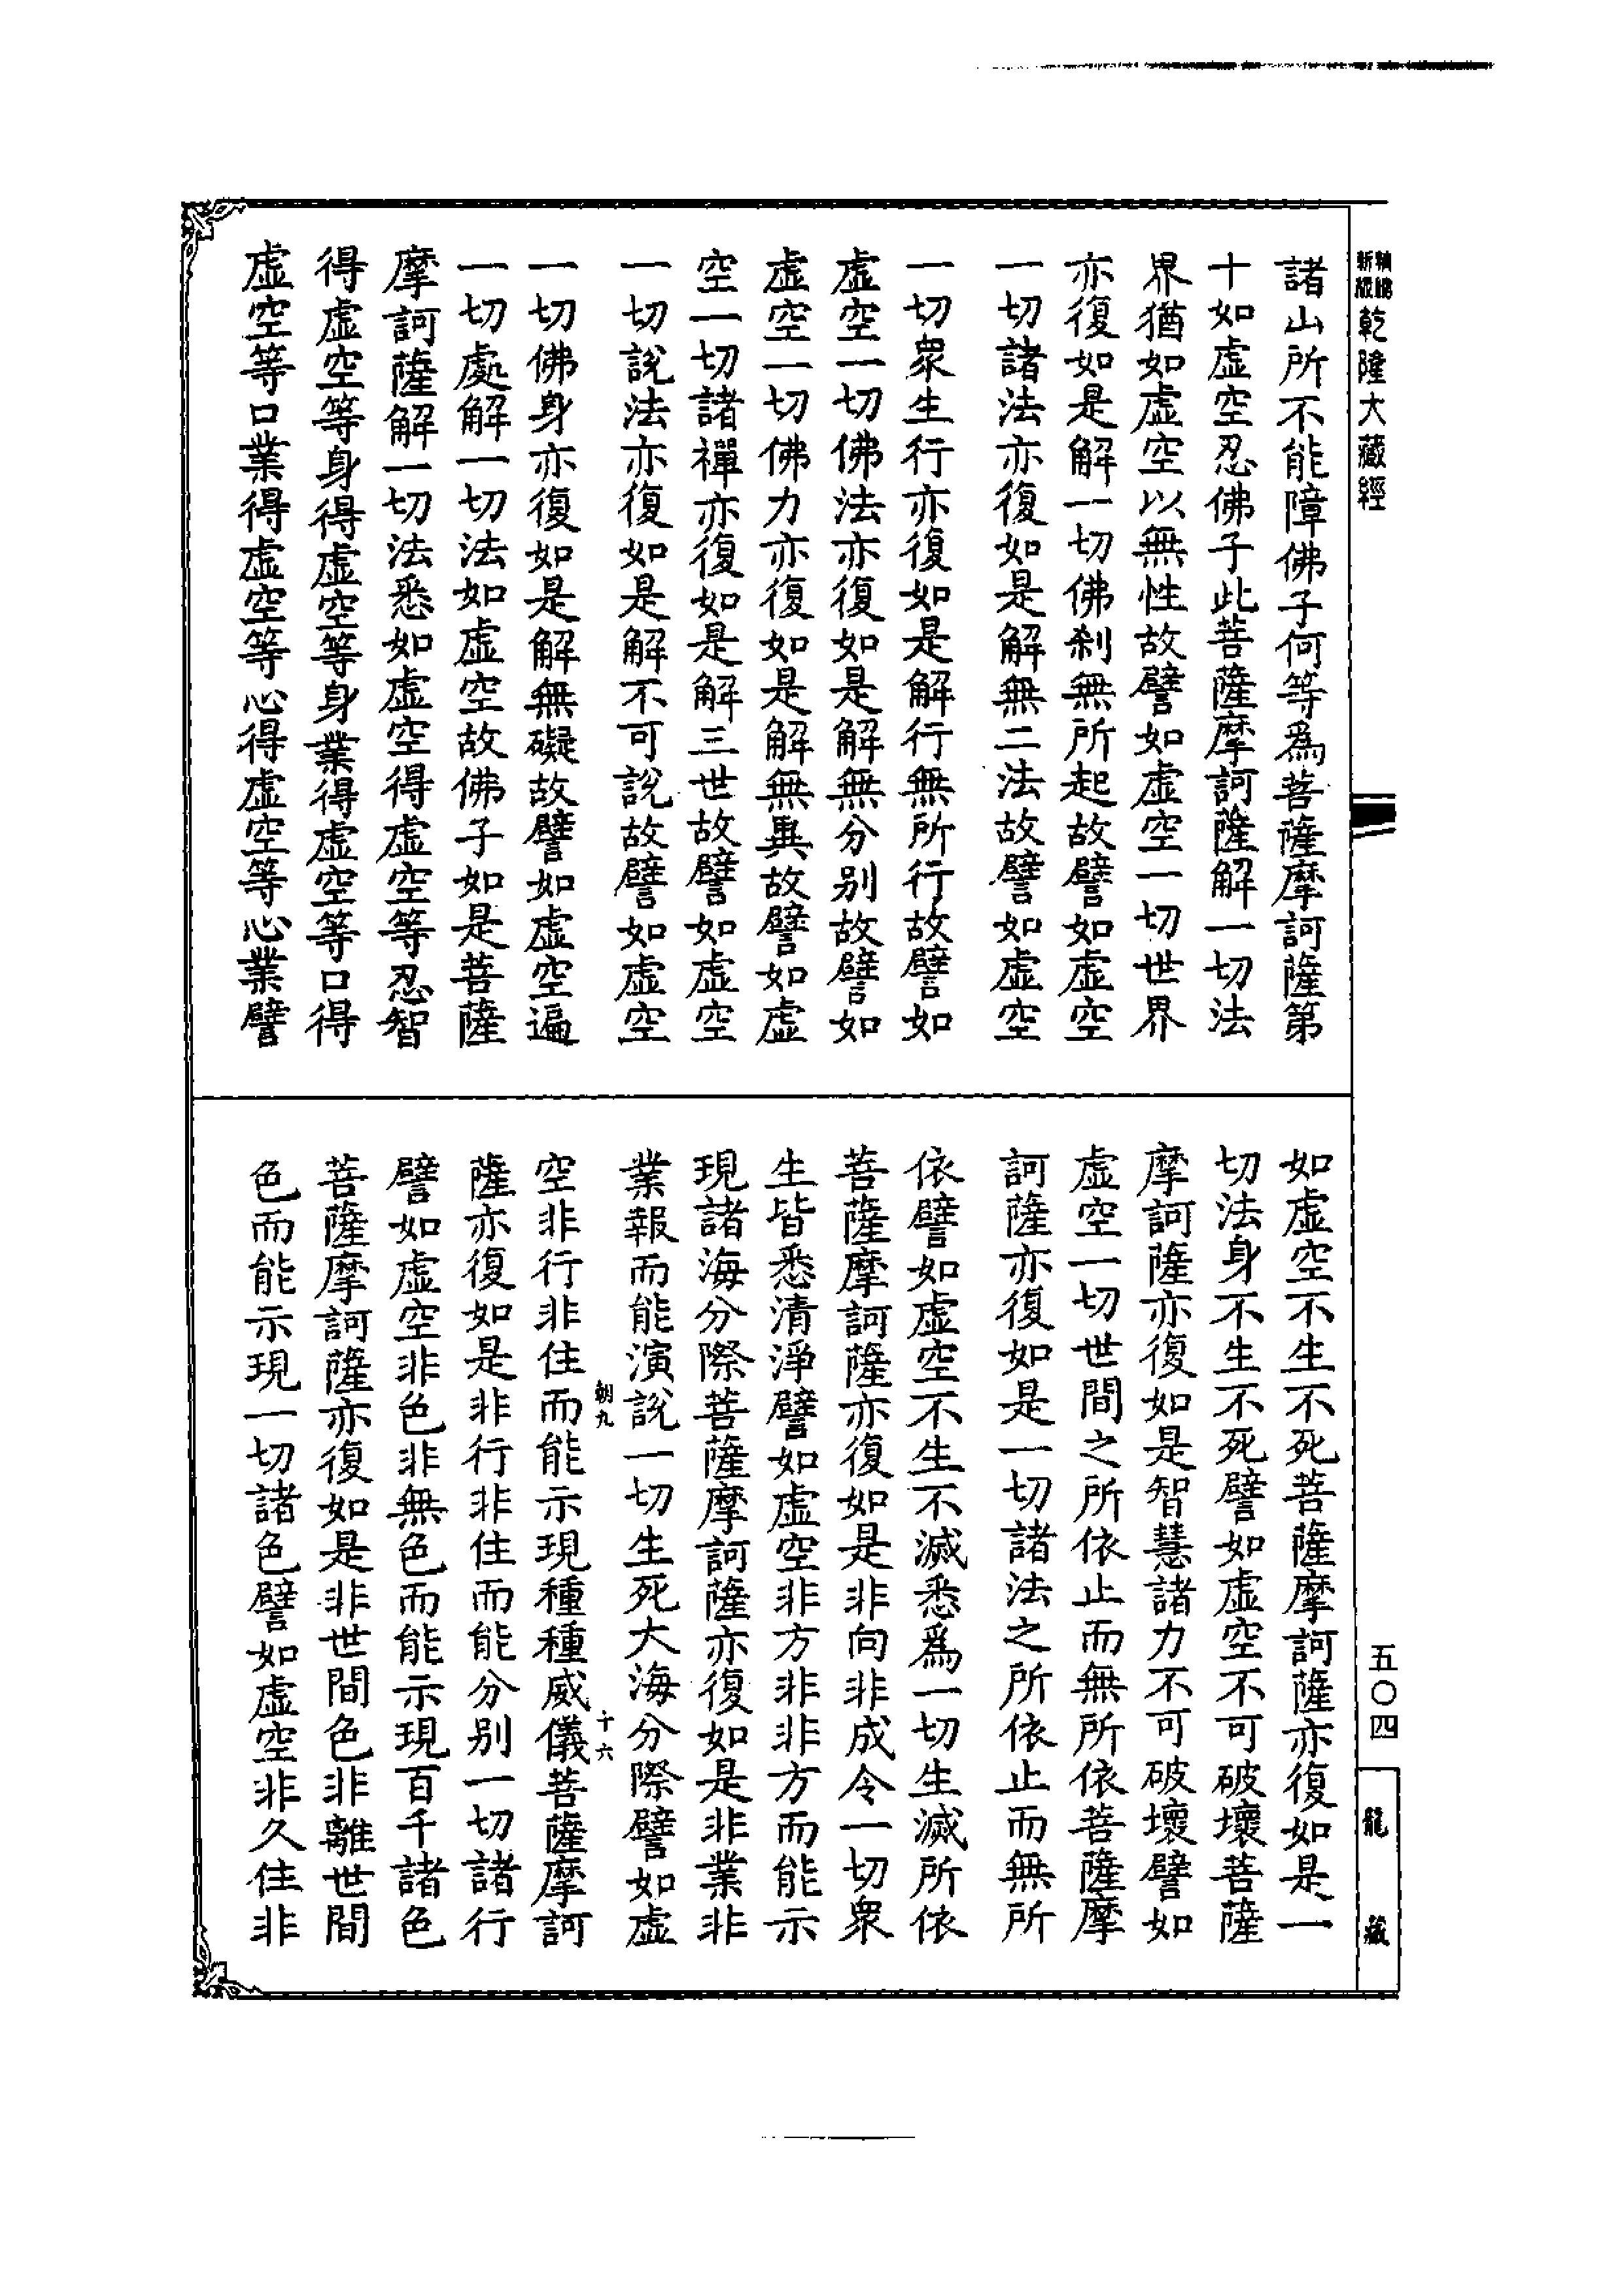 新版
乾隆大藏經
諸山所不能障佛子何等爲菩薩摩訶薩第
十如虛空忍佛子此菩薩摩訶薩解一切法
界猶如虛空以無性故譬如虛空一切世界
亦復如是解一切佛刹無所起故譬如虛空
一切諸法亦復如是解無二法故譬如虛空
一切衆生行亦復如是解行無所行故譬如
虛空一切佛法亦復如是解無分别故譬如
虛空一切佛力亦復如是解無異故譬如虛
空一切諸禪亦復如是解三世故譬如虛空
一切說法亦復如是解不可說故譬如虛空
一切佛身亦復如是解無礙故譬如虛空遍
一切處解一切法如虛空故佛子如是菩薩
摩訶薩解一切法悉如虛空得虛空等忍智
得虛空等身得虛空等身業得虛空等口得
虛空等口業得虛空等心得虛空等心業譬
如虛空不生不死菩薩摩訶薩亦復如是一
切法身不生不死譬如虛空不可破壞菩薩
摩訶薩亦復如是智慧諸力不可破壞譬如
虛空一切世間之所依止而無所依菩薩摩
訶薩亦復如是一切諸法之所依止而無所
依譬如虛空不生不滅悉爲一切生滅所依
菩薩摩訶薩亦復如是非向非成令一切衆
生皆悉清淨譬如虛空非方非非方而能示
現諸海分際菩薩摩訶薩亦復如是非業非
業報而能演說一切生死大海分際譬如虛
朝九
十六
空非行非住而能示現種種威儀菩薩摩訶
薩亦復如是非行非住而能分别一切諸行
譬如虛空非色非無色而能示現百千諸色
菩薩摩訶薩亦復如是非世間色非離世間
色而能示現一切諸色譬如虛空非久住非
五〇四
龍藏